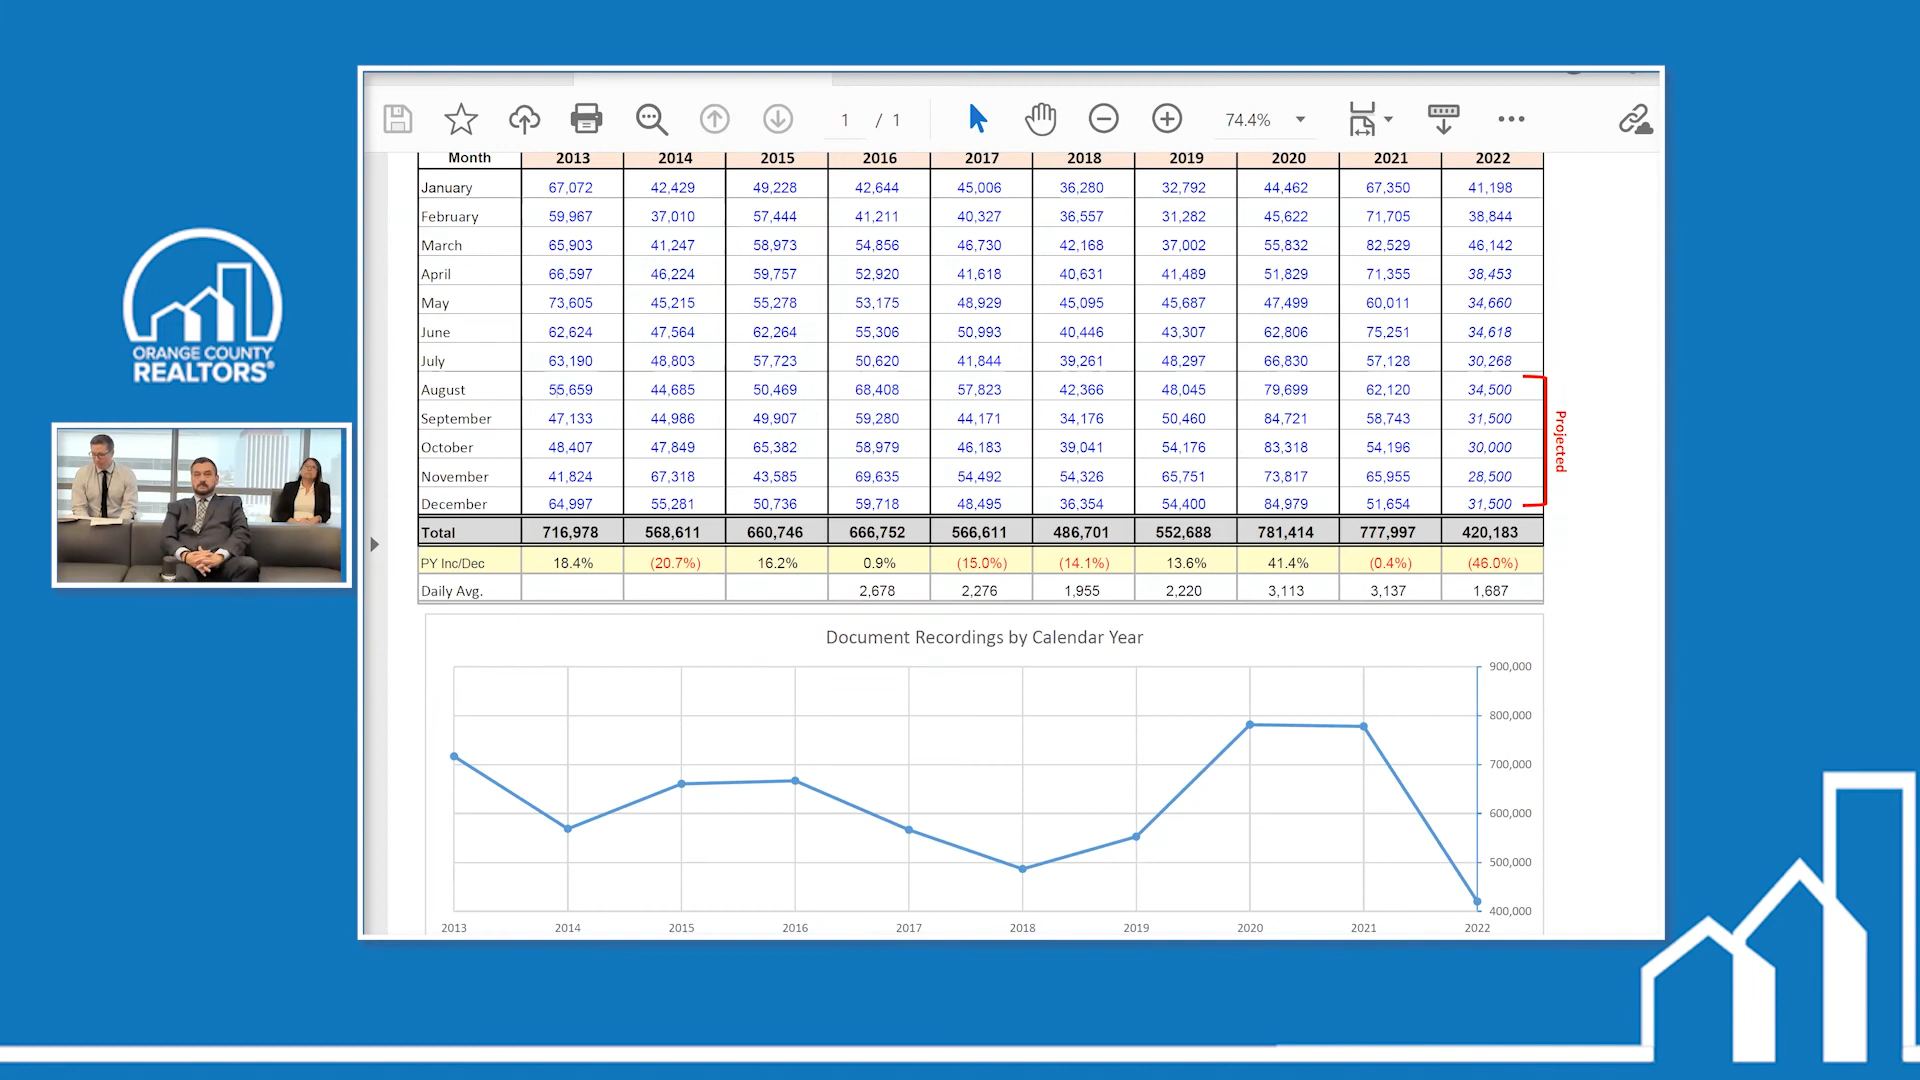 1 / 1
74.4%
Month 2013 2014 2015 2016 2017 2018 2019 2020 2021 2022
January 67,072 42,429 49,228 42,644 45,006 36,280 32,792 44,462 67,350 41,198
February 59,967 37,010 57,444 41,211 40,327 36,557 31,282 45,622 71,705 38,844
March 65,903 41,247 58,973 54,856 46,730 42,168 37,002 55,832 82,529 46,142
April 66,597 46,224 59,757 52,920 41,618 40,631 41,489 51,829 71,355 38,453
May 73,605 45,215 55,278 53,175 48,929 45,095 45,687 47,499 60,011 34,660
June 62,624 47,564 62,264 55,306 50,993 40,446 43,307 62,806 75,251 34,618
July 63,190 48,803 57,723 50,620 41,844 39,261 48,297 66,830 57,128 30,268
August 55,659 44,685 50,469 68,408 57,823 42,366 48,045 79,699 62,120 34,500
September 47,133 44,986 49,907 59,280 44,171 34,176 50,460 84,721 58,743 31,500
October 48,407 47,849 65,382 58,979 46,183 39,041 54,176 83,318 54,196 30,000
November 41,824 67,318 43,585 69,635 54,492 54,326 65,751 73,817 65,955 28,500
December 64,997 55,281 50,736 59,718 48,495 36,354 54,400 84,979 51,654 31,500
Projected
Total 716,978 568,611 660,746 666,752 566,611 486,701 552,688 781,414 777,997 420,183
PY Inc/Dec 18.4% (20.7%) 16.2% 0.9% (15.0%) (14.1%) 13.6% 41.4% (0.4%) (46.0%)
Daily Avg. 2,678 2,276 1,955 2,220 3,113 3,137 1,687
Document Recordings by Calendar Year
900,000
800,000
700,000
600,000
500,000
400,000
2013 2014 2015 2016 2017 2018 2019 2020 2021 2022
ORANGE COUNTY
REALTORS®